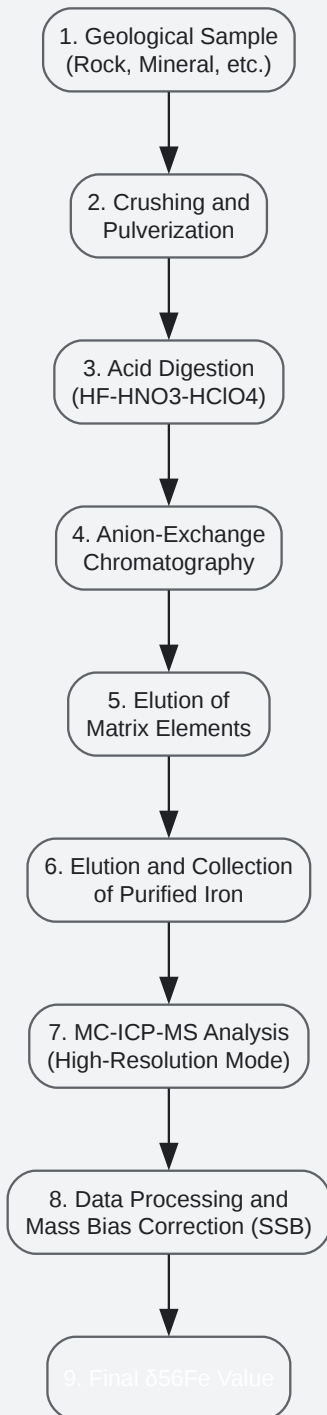 1. Geological Sample
(Rock, Mineral, etc.)
2. Crushing and
Pulverization
3. Acid Digestion
(HF-HNO3-HClO4)
4. Anion-Exchange
Chromatography
5. Elution of
Matrix Elements
6. Elution and Collection
of Purified Iron
7. MC-ICP-MS Analysis
(High-Resolution Mode)
8. Data Processing and
Mass Bias Correction (SSB)
9. Final δ56Fe Value